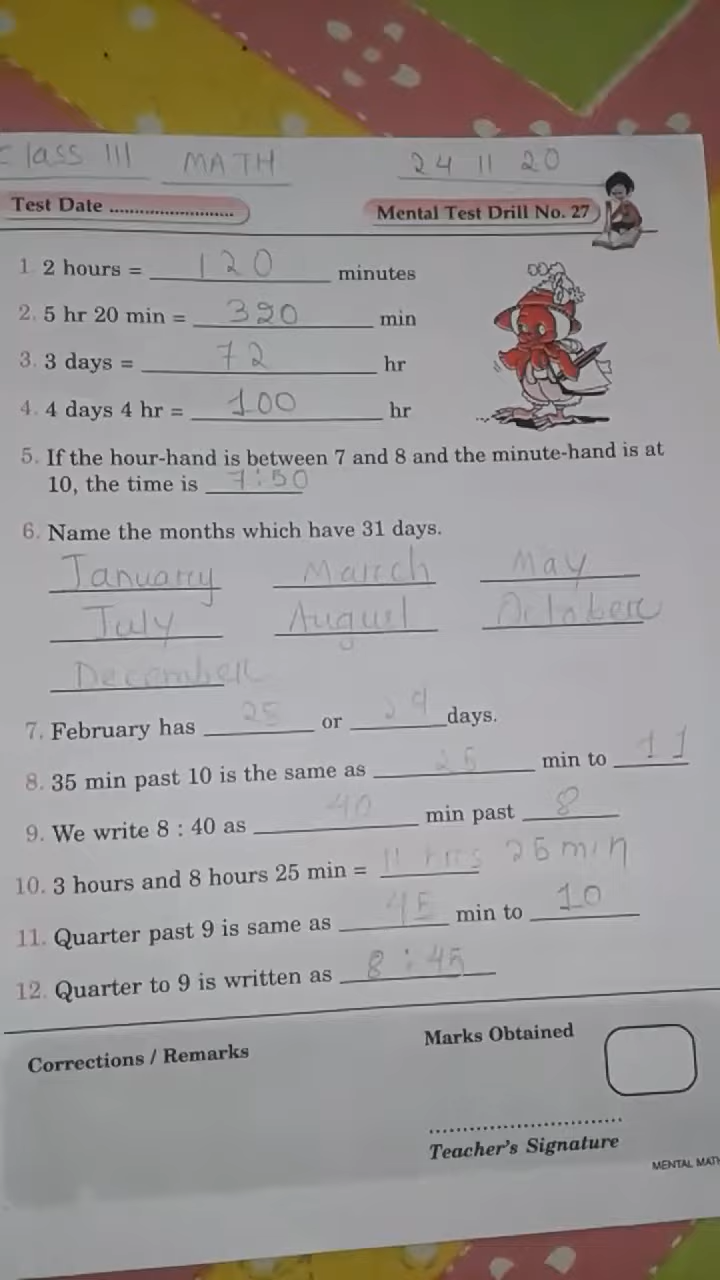 Class III MATH 24 11 20
Test Date ........................ Mental Test Drill No. 27
1. 2 hours = 120 minutes
2. 5 hr 20 min = 320 min
3. 3 days = 72 hr
4. 4 days 4 hr = 100 hr
5. If the hour-hand is between 7 and 8 and the minute-hand is at
10, the time is 7:50
6. Name the months which have 31 days.
January March May
July August October
December
7. February has 28 or 29 days.
8. 35 min past 10 is the same as 25 min to 11
9. We write 8 : 40 as 40 min past 8
10. 3 hours and 8 hours 25 min = 11 hrs 25 min
11. Quarter past 9 is same as 45 min to 10
12. Quarter to 9 is written as 8 : 45
Corrections / Remarks Marks Obtained
Teacher's Signature
MENTAL MATH